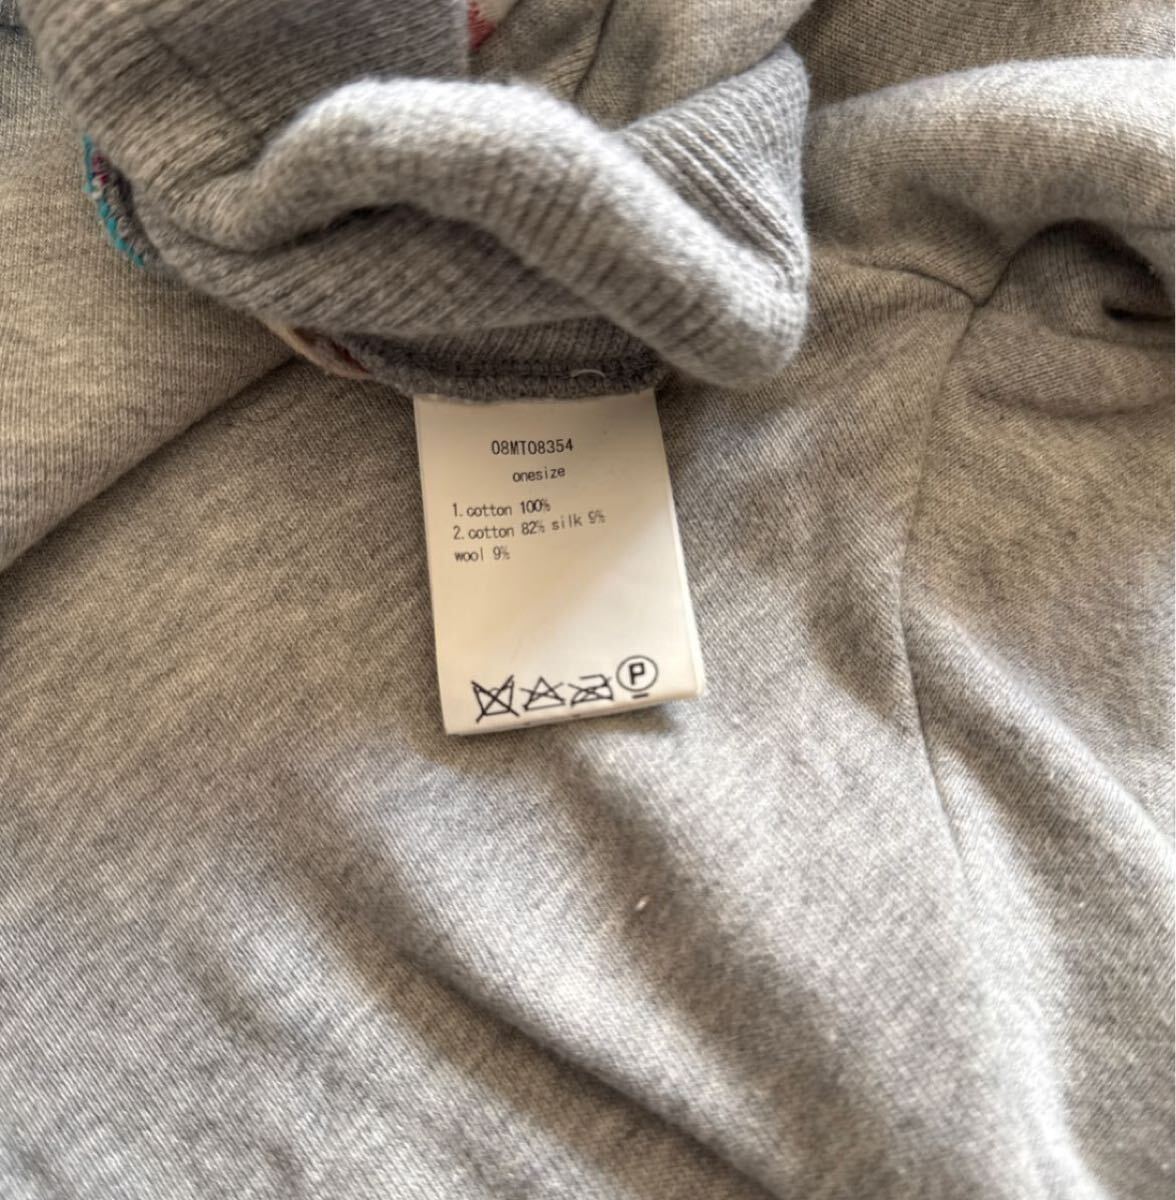 08MT08354
onesize
1. cotton 100%
2. cotton 82% silk 9%
wool 9%
P